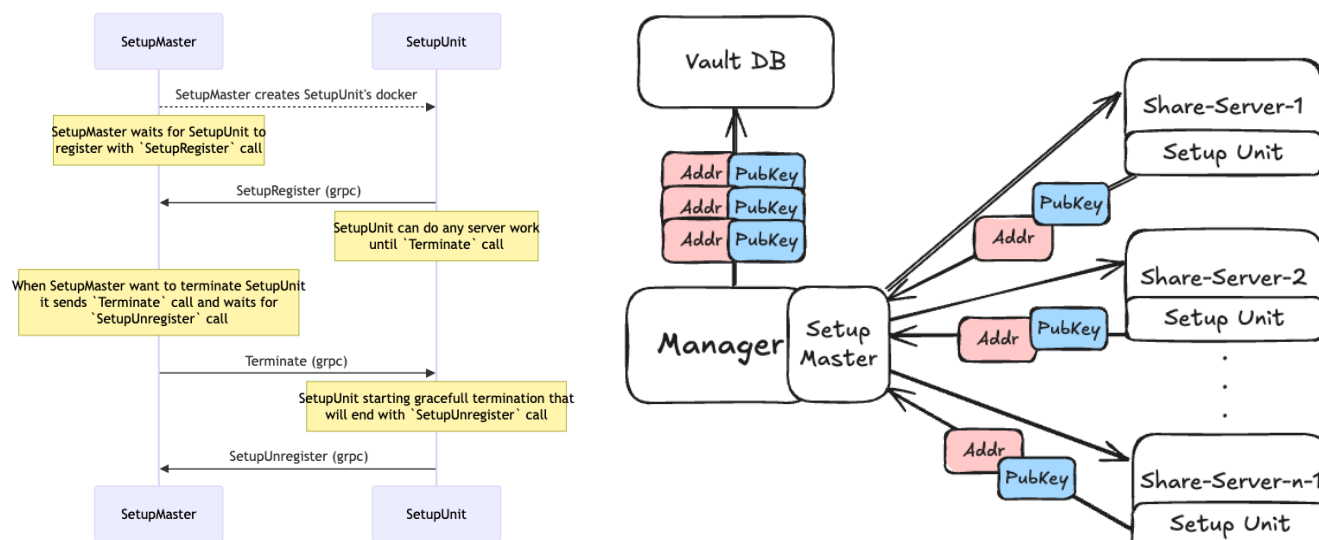 SetupMaster
SetupUnit
SetupMaster creates SetupUnit's docker
SetupMaster waits for SetupUnit to
register with `SetupRegister` call
SetupRegister (grpc)
SetupUnit can do any server work
until `Terminate` call
When SetupMaster want to terminate SetupUnit
it sends `Terminate` call and waits for
`SetupUnregister` call
Terminate (grpc)
SetupUnit starting gracefull termination that
will end with `SetupUnregister` call
SetupUnregister (grpc)
SetupMaster
SetupUnit
Vault DB
Addr PubKey
Addr PubKey
Addr PubKey
Manager
Setup
Master
Share-Server-1
Setup Unit
PubKey
Addr
Share-Server-2
Setup Unit
PubKey
Addr
.
.
.
Addr
PubKey
Share-Server-n-1
Setup Unit